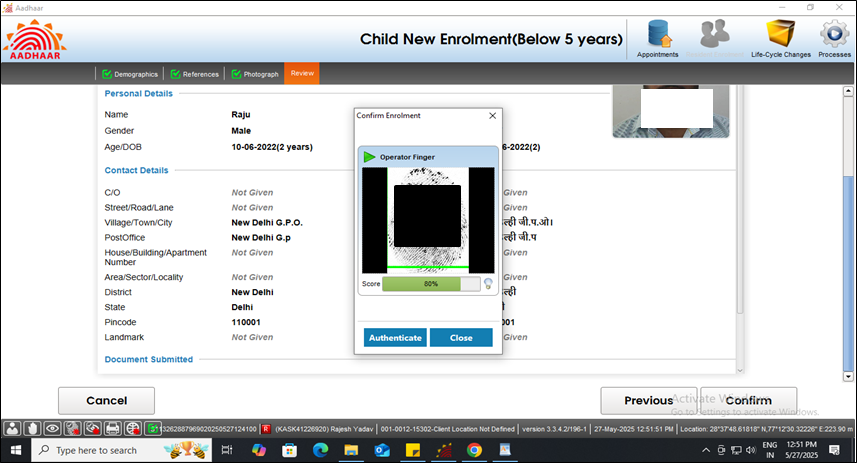 Aadhaar
AADHAAR
Child New Enrolment(Below 5 years)
Appointments
Life-Cycle Changes
Processes
Demographics
References
Photograph
Review
Personal Details
Name Raju
Gender Male
Age/DOB 10-06-2022(2 years) 6-2022(2)
Contact Details
C/O Not Given Given
Street/Road/Lane Not Given Given
Village/Town/City New Delhi G.P.O. ल्ही जी.प.ओ।
PostOffice New Delhi G.p ल्ही जी.प
House/Building/Apartment Number Not Given Given
Area/Sector/Locality Not Given Given
District New Delhi ल्ही
State Delhi
Pincode 110001 001
Landmark Not Given Given
Document Submitted
Confirm Enrolment
Operator Finger
Score 80%
Authenticate
Close
Cancel
Previous
Confirm
Activate Windows
Go to Settings to activate Windows.
13262887969020250527124100
R (KASK41226920) Rajesh Yadav
001-0012-15302-Client Location Not Defined
version 3.3.4.2/196-1
27-May-2025 12:51:51 PM
Location: 28°37'48.61818" N,77°12'30.32226" E:223.90 m
Type here to search
ENG
IN
12:51 PM
5/27/2025